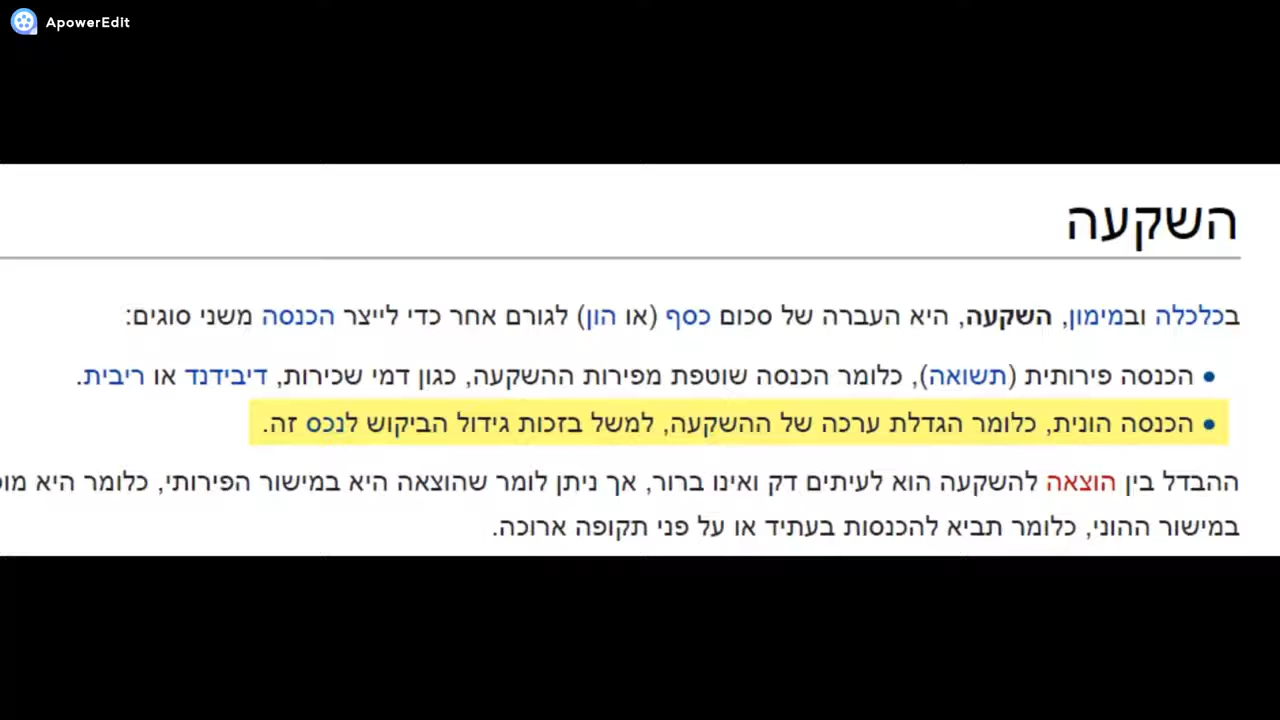 ApowerEdit
השקעה
בכלכלה ובמימון, השקעה, היא העברה של סכום כסף (או הון) לגורם אחר כדי לייצר הכנסה משני סוגים:
• הכנסה פירותית (תשואה), כלומר הכנסה שוטפת מפירות ההשקעה, כגון דמי שכירות, דיבידנד או ריבית.
• הכנסה הונית, כלומר הגדלת ערכה של ההשקעה, למשל בזכות גידול הביקוש לנכס זה.
ההבדל בין הוצאה להשקעה הוא לעיתים דק ואינו ברור, אך ניתן לומר שהוצאה היא במישור הפירותי, כלומר היא
במישור ההוני, כלומר תביא להכנסות בעתיד או על פני תקופה ארוכה.